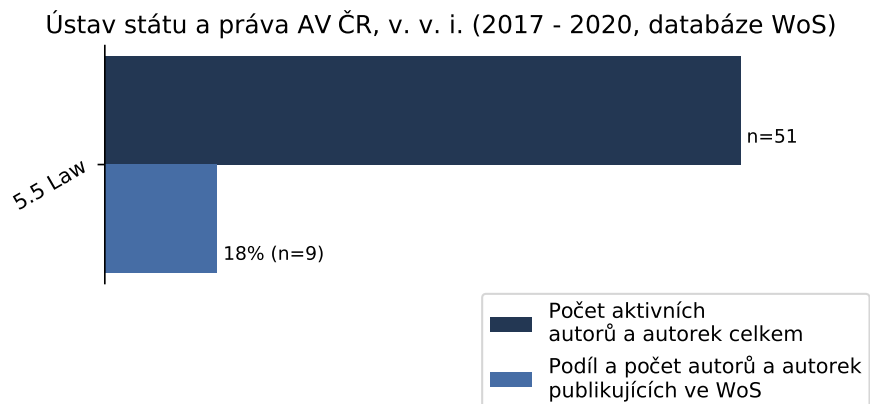 Ústav státu a práva AV ČR, v. v. i. (2017 - 2020, databáze WoS)
n=51
5.5 Law
18% (n=9)
Počet aktivních
autorů a autorek celkem
Podíl a počet autorů a autorek
publikujících ve WoS